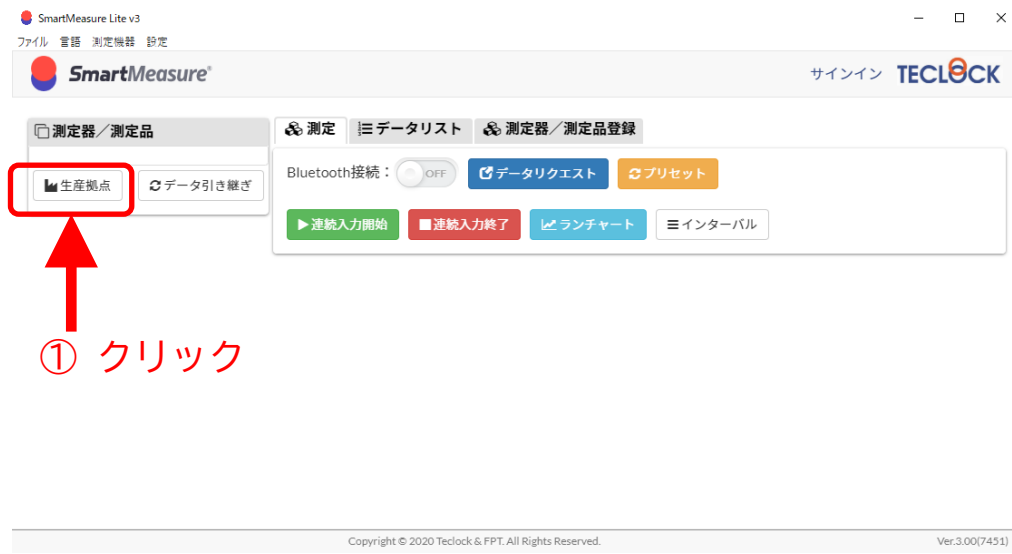 SmartMeasure Lite v3
ファイル 言語 測定機器 設定
SmartMeasure®
サインイン TECLOCK
測定器／測定品
測定 データリスト 測定器／測定品登録
Bluetooth接続： OFF データリクエスト プリセット
生産拠点 データ引き継ぎ
連続入力開始 連続入力終了 ランチャート インターバル
① クリック
Copyright © 2020 Teclock & FPT. All Rights Reserved.
Ver.3.00(7451)